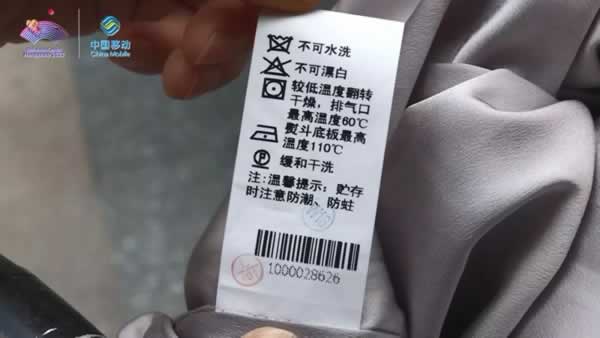 中国移动
China Mobile
不可水洗
不可漂白
较低温度翻转
干燥，排气口
最高温度60℃
熨斗底板最高
温度110℃
P
缓和干洗
注:温馨提示：贮存
时注意防潮、防蛀
1000028626